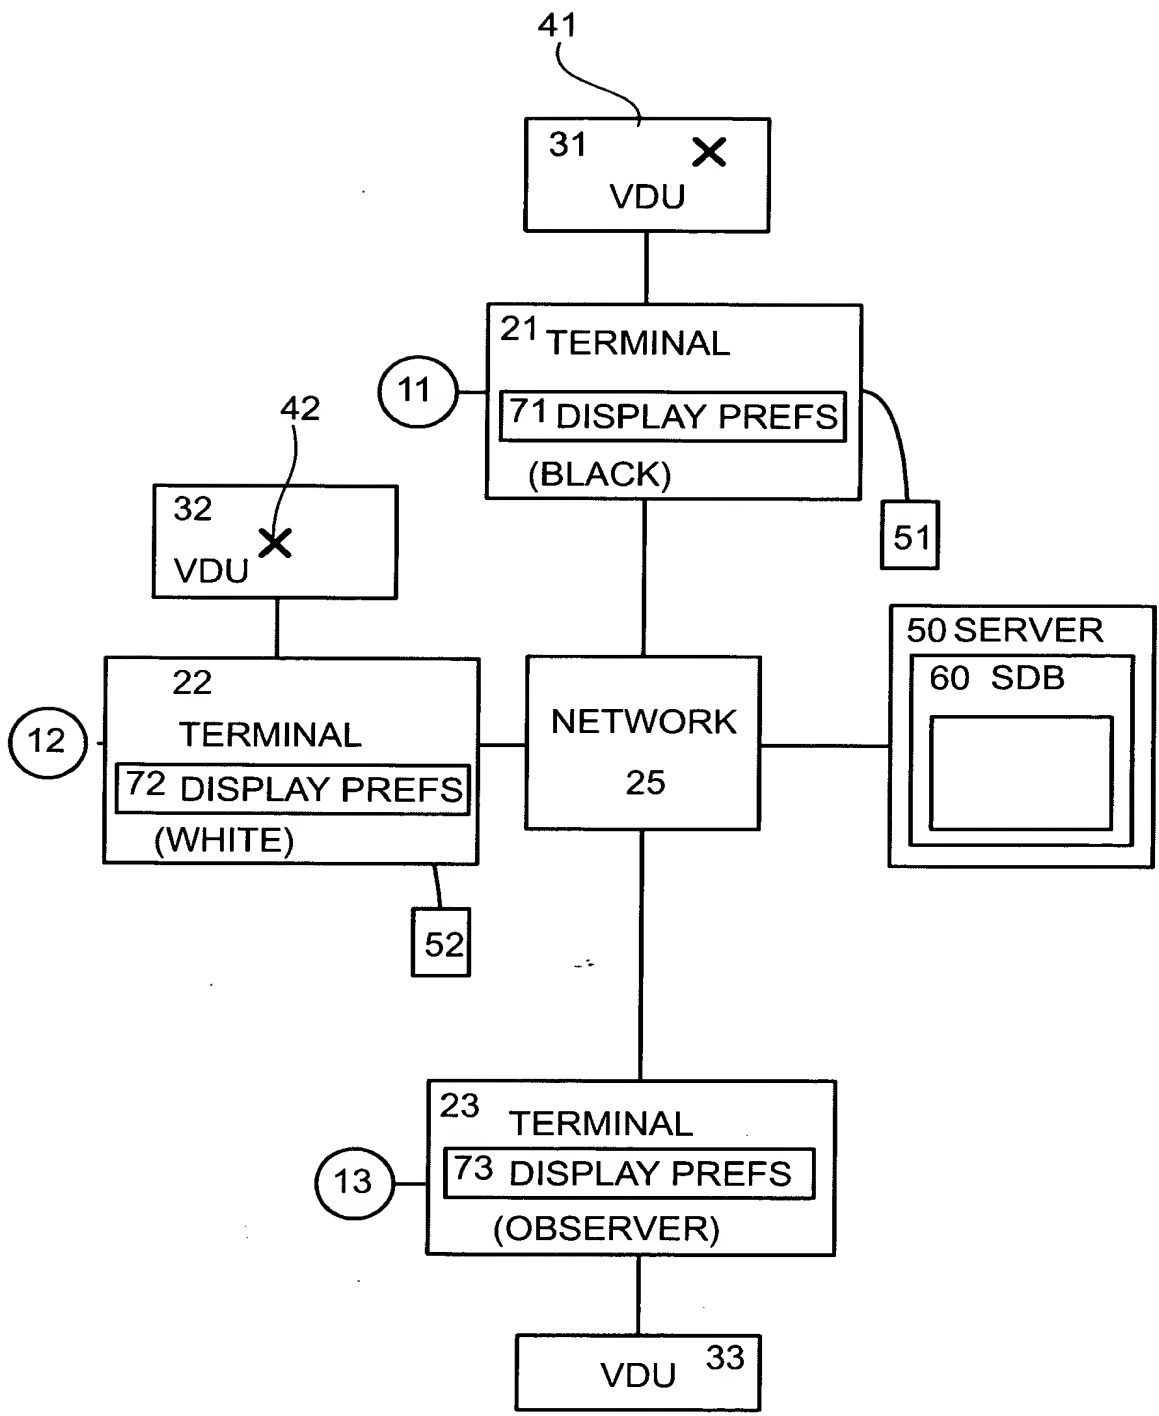 41
31
VDU
21 TERMINAL
11
71 DISPLAY PREFS
(BLACK)
42
32
VDU
51
50 SERVER
60 SDB
22
TERMINAL
12
72 DISPLAY PREFS
(WHITE)
NETWORK
25
52
23
TERMINAL
13
73 DISPLAY PREFS
(OBSERVER)
VDU 33